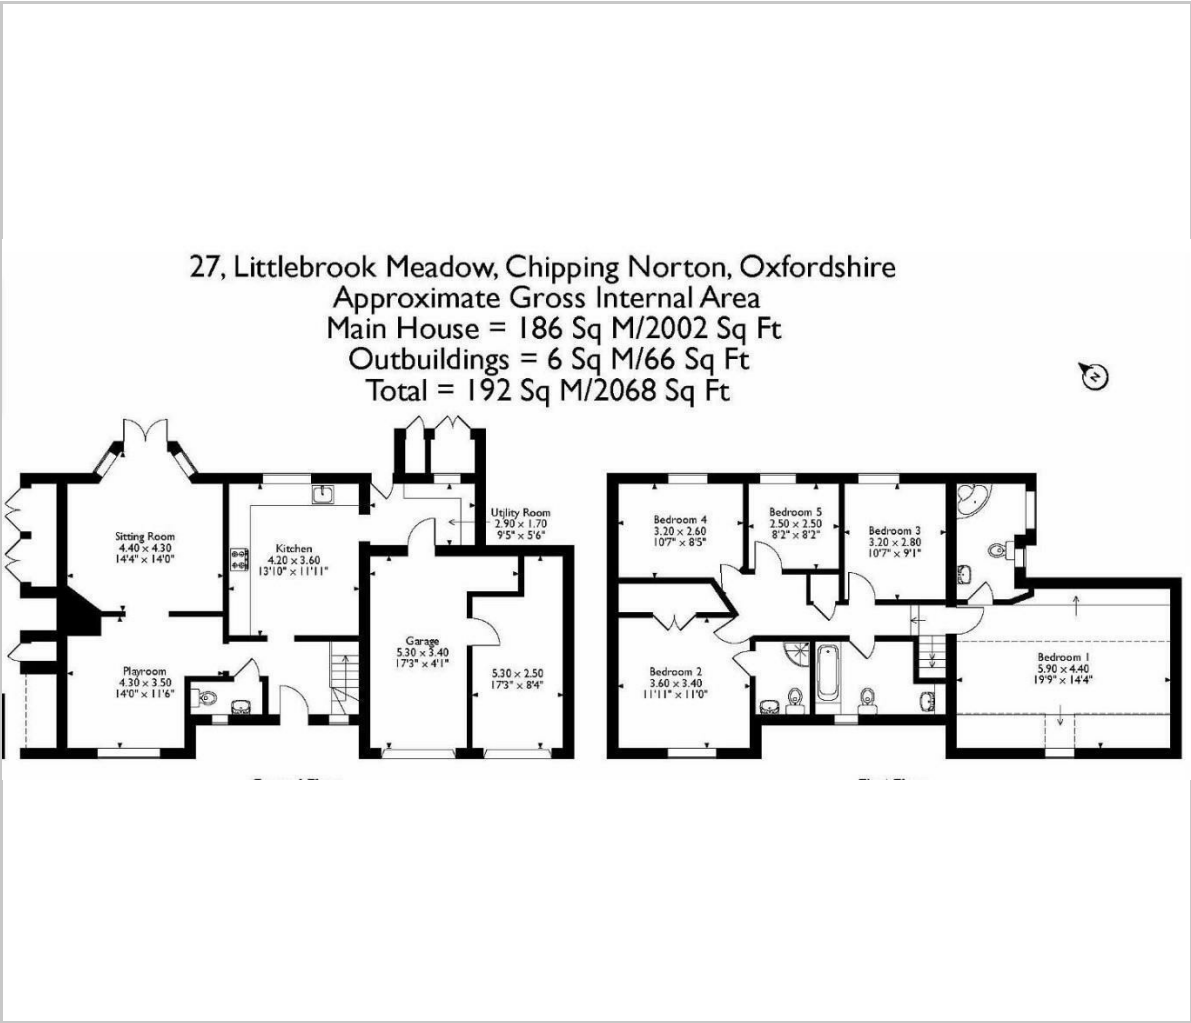 27, Littlebrook Meadow, Chipping Norton, Oxfordshire
Approximate Gross Internal Area
Main House = 186 Sq M/2002 Sq Ft
Outbuildings = 6 Sq M/66 Sq Ft
Total = 192 Sq M/2068 Sq Ft
N
Sitting Room
4.40 x 4.30
14'4" x 14'0"
Kitchen
4.20 x 3.60
13'10" x 11'11"
Utility Room
2.90 x 1.70
9'5" x 5'6"
Playroom
4.30 x 3.50
14'0" x 11'6"
Garage
5.30 x 3.40
17'3" x 4'1"
5.30 x 2.50
17'3" x 8'4"
Bedroom 4
3.20 x 2.60
10'7" x 8'5"
Bedroom 5
2.50 x 2.50
8'2" x 8'2"
Bedroom 3
3.20 x 2.80
10'7" x 9'1"
Bedroom 2
3.60 x 3.40
11'11" x 11'0"
Bedroom 1
5.90 x 4.40
19'9" x 14'4"